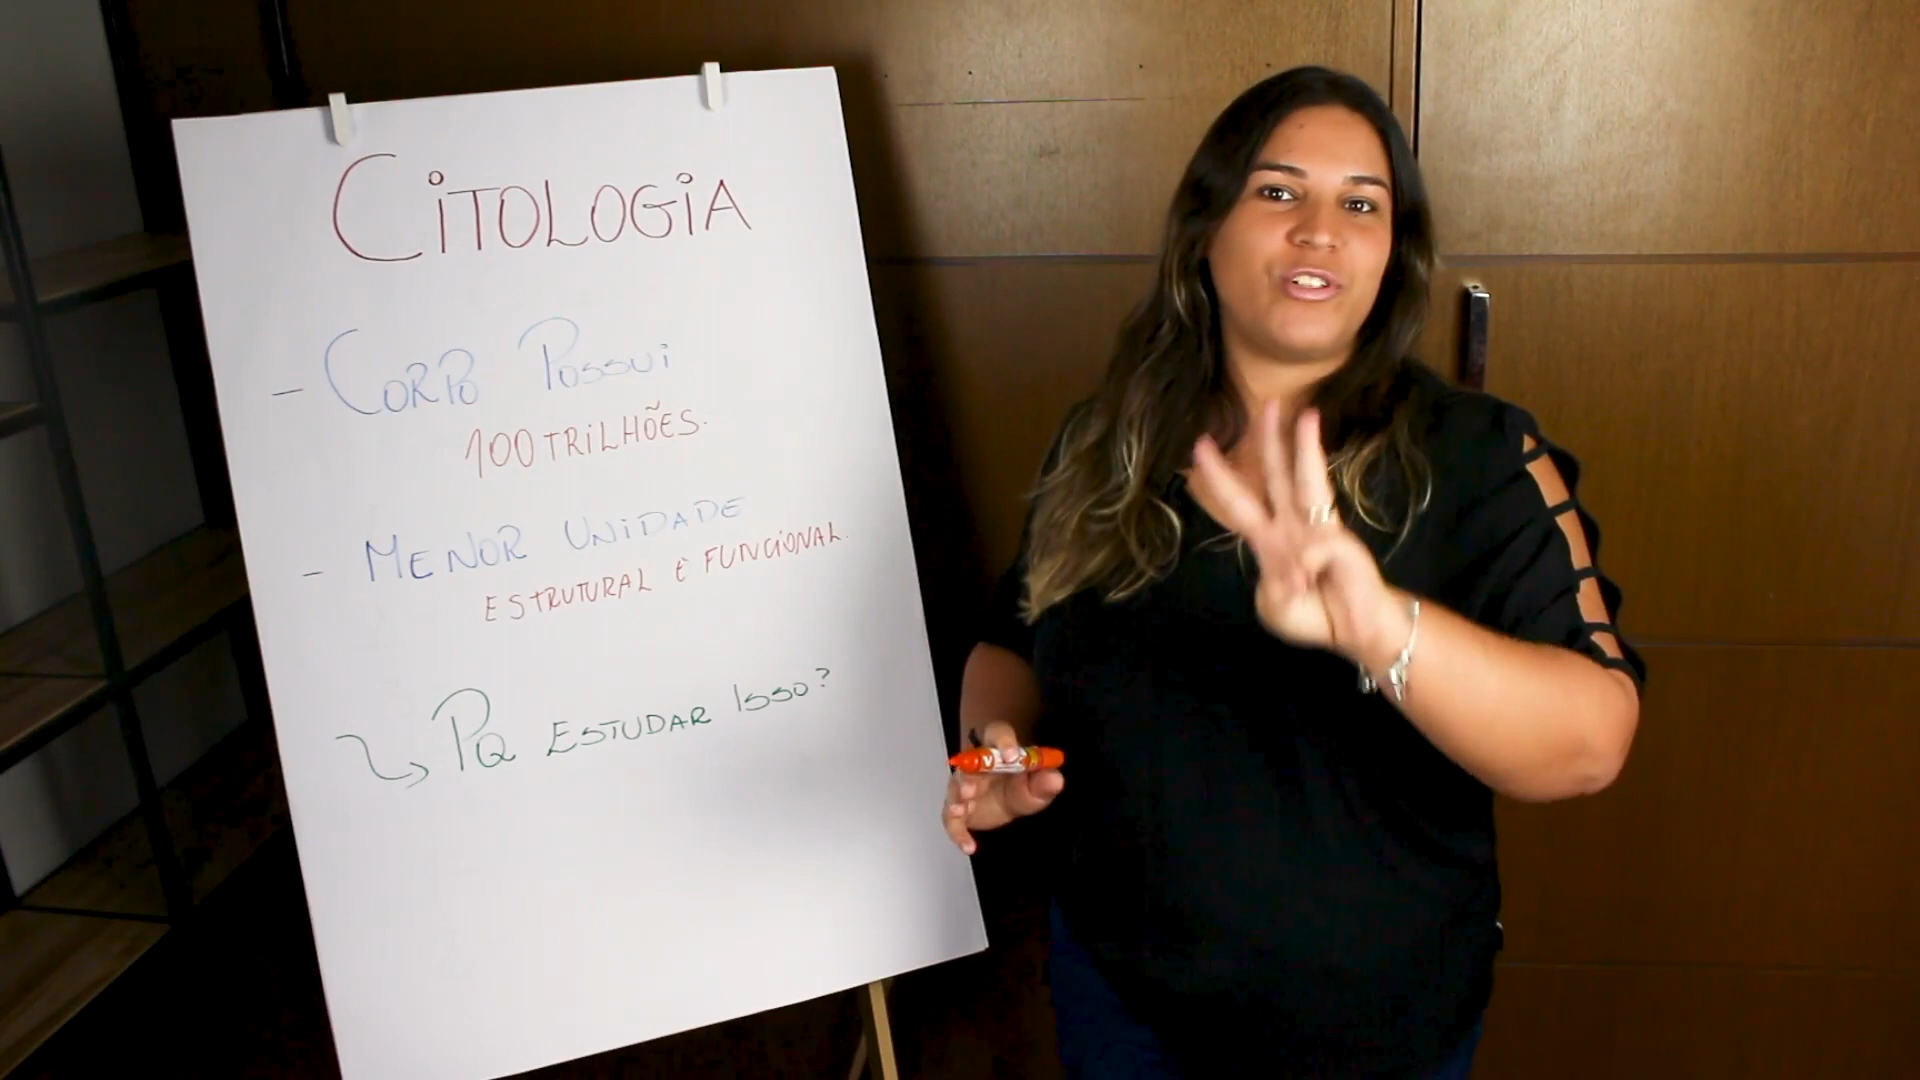 CiTOLOGiA
- CORPO POSSUi
100 TRiLHÕES.
- MENOR UNiDADE
ESTRUTURAL E FUNCiONAL.
PQ ESTUDAR ISSO?